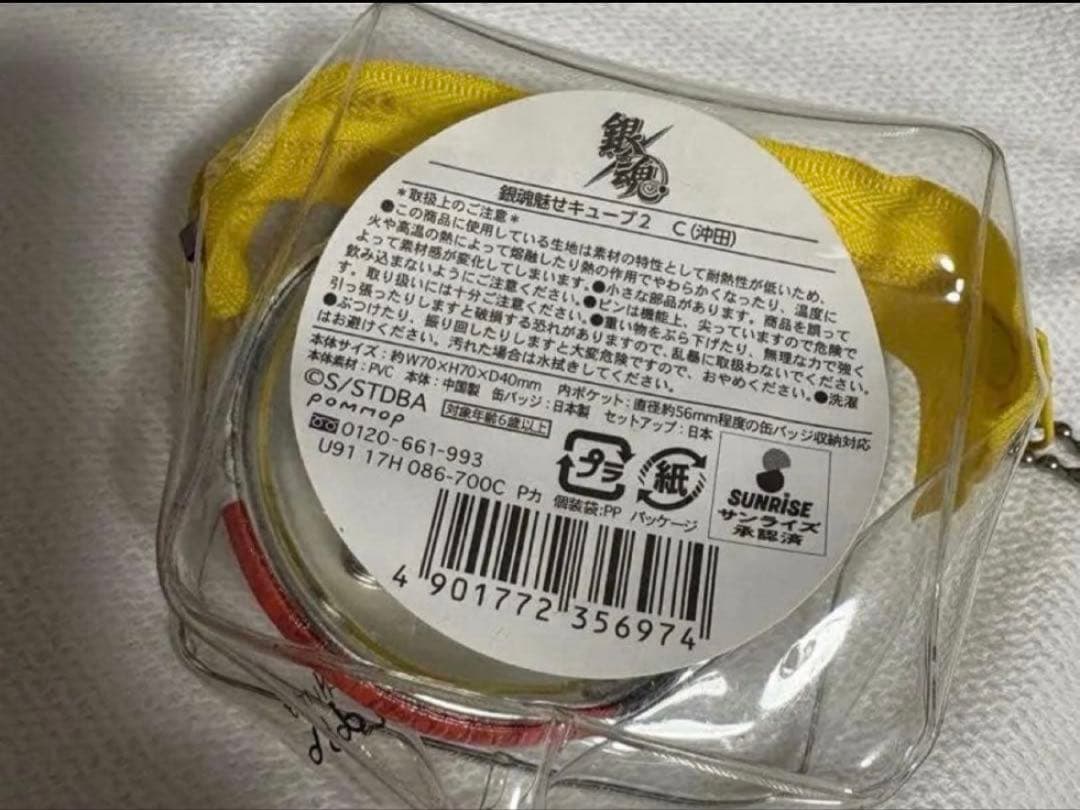 銀魂
銀魂魅せキューブ2 C(沖田)
＊取扱上のご注意＊
●この商品に使用している生地は素材の特性として耐熱性が低いため、
火や高温の熱によって熔融したり熱の作用でやわらかくなったり、温度に
よって素材感が変化してしまいます。●小さな部品があります。商品を誤って
飲み込まないようにご注意ください。●ピンは機能上、尖っていますので危険で
す。取り扱いには十分ご注意ください。●重い物をぶら下げたり、無理な力で強く
引っ張ったりしますと破損する恐れがありますので、乱暴に取扱わないでください。
●ぶつけたり、振り回したりしますと大変危険ですので、おやめください。●洗濯
はお避けください。汚れた場合は水拭きしてください。
本体サイズ：約W70×H70×D40mm 内ポケット：直径約56mm程度の缶バッジ収納対応
本体素材：PVC 本体：中国製 缶バッジ：日本製 セットアップ：日本
©S/STDBA 対象年齢6歳以上
pommop
0120-661-993
U91 17H 086-700C Pカ
プラ
個装袋:PP
紙
パッケージ
SUNRiSE
サンライズ
承認済
4 901772 356974